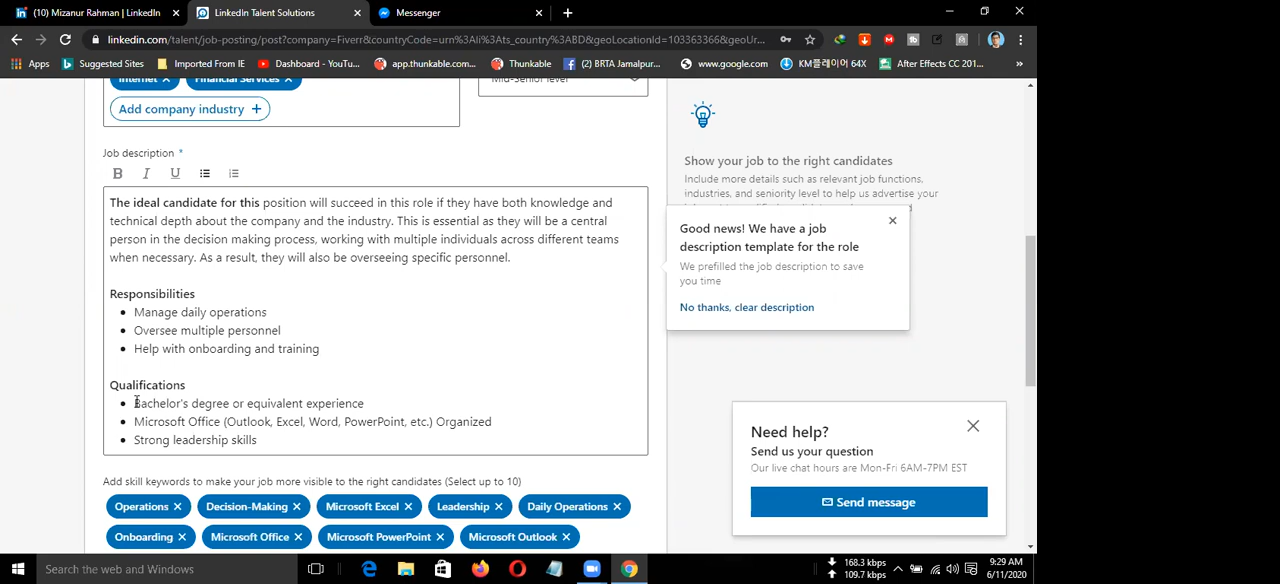 (10) Mizanur Rahman | LinkedIn
LinkedIn Talent Solutions
Messenger
linkedin.com/talent/job-posting/post?company=Fiverr&countryCode=urn%3Ali%3Ats_country%3ABD&geoLocationId=103363366&geoU...
Apps
Suggested Sites
Imported From IE
Dashboard - YouTu...
app.thunkable....
Thunkable
(2) BRTA Jamalpur...
www.google.com
KM플레이어 64X
After Effects CC 201...
Internet
Financial Services
Mid-Senior level
Add company industry +
Job description *
B I U
The ideal candidate for this position will succeed in this role if they have both knowledge and
technical depth about the company and the industry. This is essential as they will be a central
person in the decision making process, working with multiple individuals across different teams
when necessary. As a result, they will also be overseeing specific personnel.
Responsibilities
• Manage daily operations
• Oversee multiple personnel
• Help with onboarding and training
Qualifications
• Bachelor's degree or equivalent experience
• Microsoft Office (Outlook, Excel, Word, PowerPoint, etc.) Organized
• Strong leadership skills
Add skill keywords to make your job more visible to the right candidates (Select up to 10)
Operations
Decision-Making
Microsoft Excel
Leadership
Daily Operations
Onboarding
Microsoft Office
Microsoft PowerPoint
Microsoft Outlook
Show your job to the right candidates
Include more details such as relevant job functions,
industries, and seniority level to help us advertise your
Good news! We have a job
description template for the role
We prefilled the job description to save
you time
No thanks, clear description
Need help?
Send us your question
Our live chat hours are Mon-Fri 6AM-7PM EST
Send message
Search the web and Windows
168.3 kbps
109.7 kbps
9:29 AM
6/11/2020